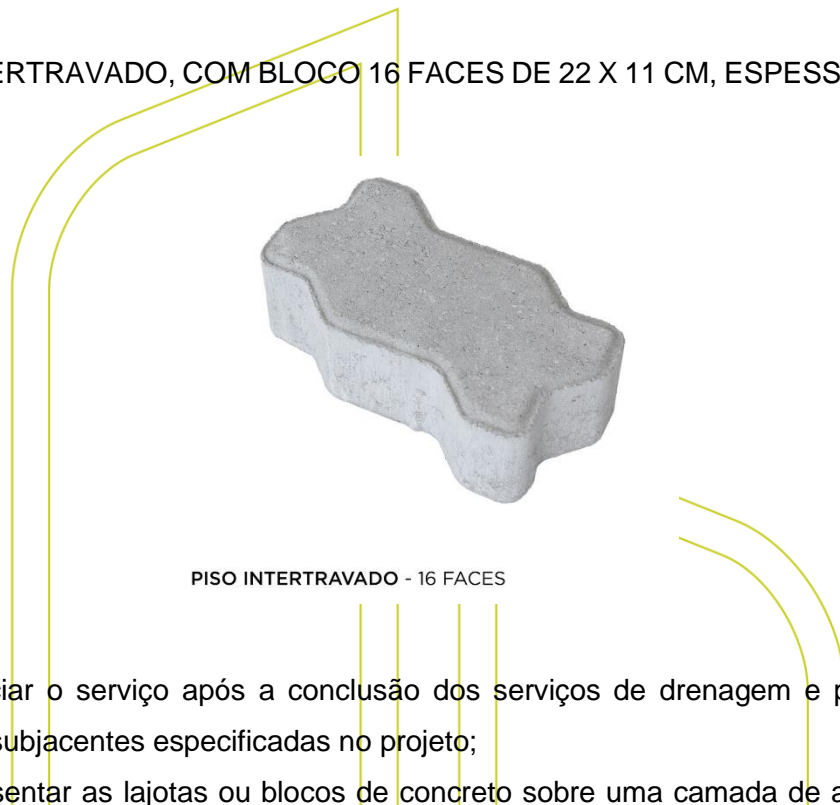 ERTRAVADO, COM BLOCO 16 FACES DE 22 X 11 CM, ESPESS
PISO INTERTRAVADO - 16 FACES
ciar o serviço após a conclusão dos serviços de drenagem e p
subjacentes especificadas no projeto;
sentar as lajotas ou blocos de concreto sobre uma camada de a